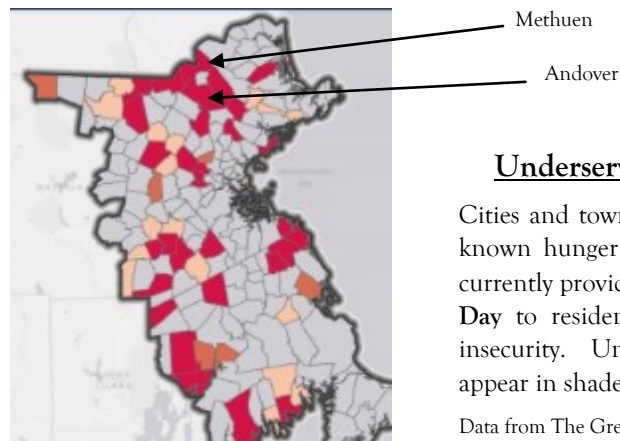 Methuen
Andover
Underser
Cities and town
known hunger
currently provid
Day to residen
insecurity. Un
appear in shade
Data from The Gre